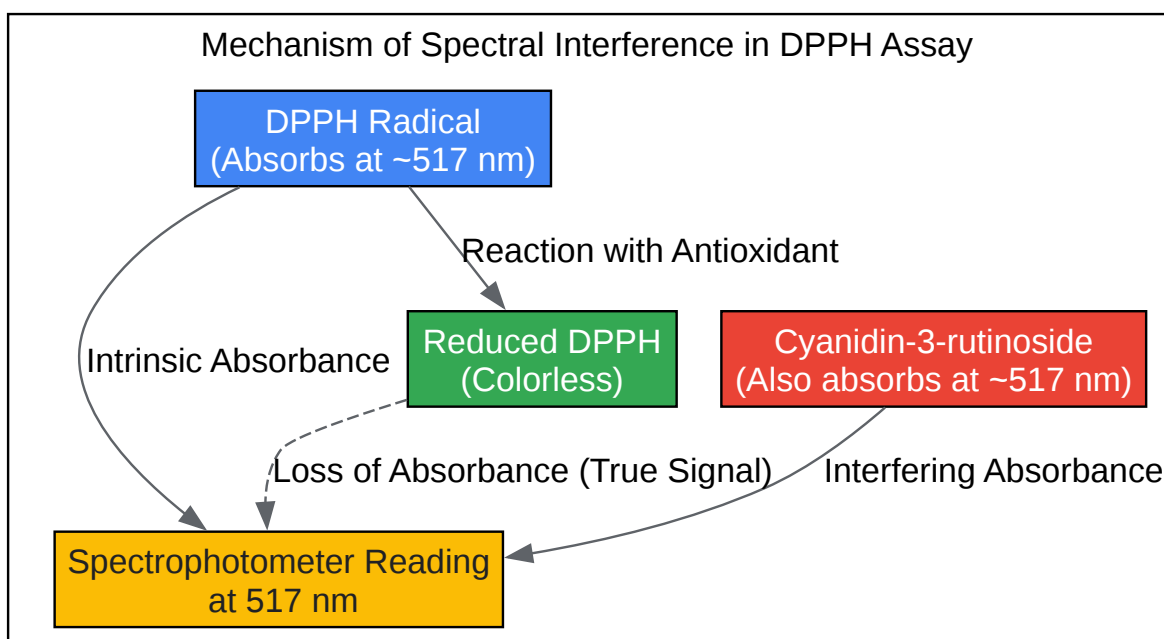 Mechanism of Spectral Interference in DPPH Assay
DPPH Radical
(Absorbs at ~517 nm)
Reaction with Antioxidant
Intrinsic Absorbance
Reduced DPPH
(Colorless)
Cyanidin-3-rutinoside
(Also absorbs at ~517 nm)
Loss of Absorbance (True Signal)
Interfering Absorbance
Spectrophotometer Reading
at 517 nm